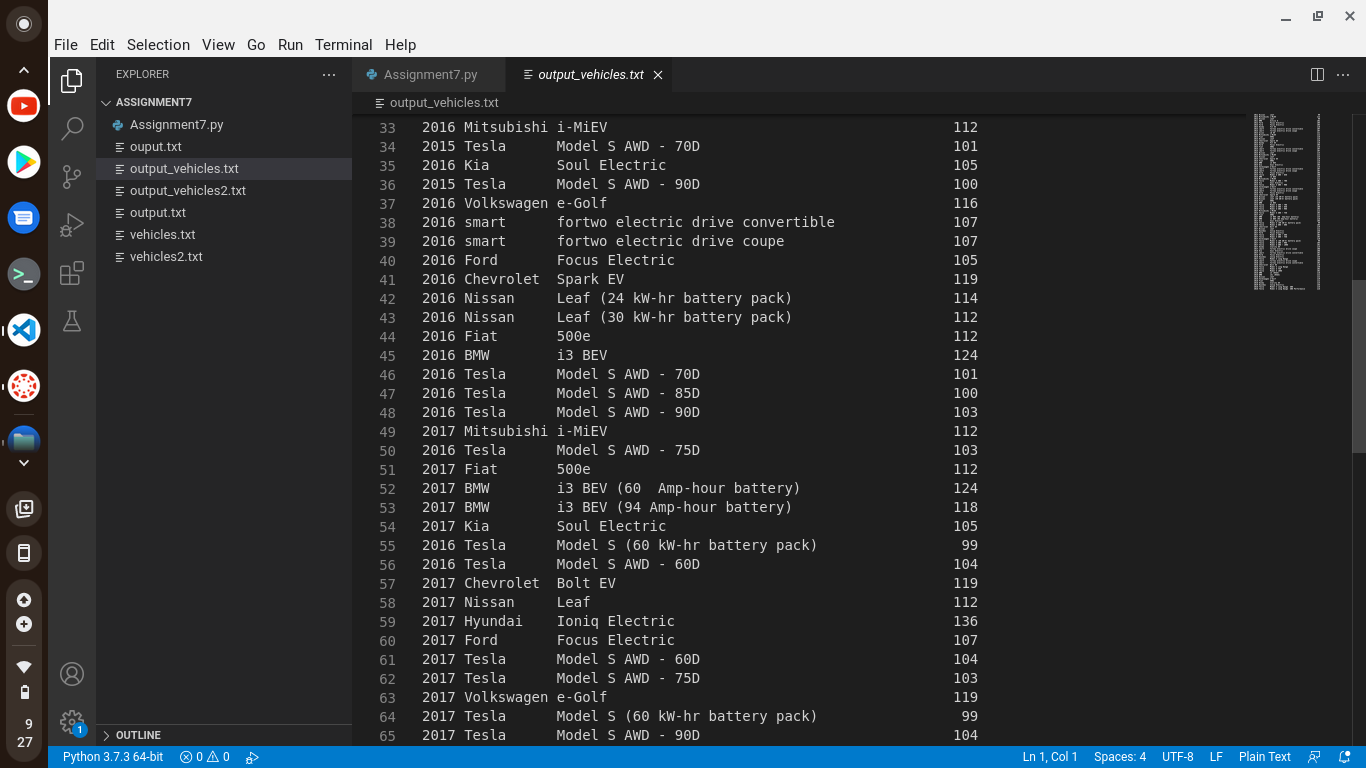 File Edit Selection View Go Run Terminal Help
EXPLORER
ASSIGNMENT7
Assignment7.py
ouput.txt
output_vehicles.txt
output_vehicles2.txt
output.txt
vehicles.txt
vehicles2.txt
OUTLINE
Assignment7.py output_vehicles.txt
output_vehicles.txt
33 2016 Mitsubishi i-MiEV 112
34 2015 Tesla Model S AWD - 70D 101
35 2016 Kia Soul Electric 105
36 2015 Tesla Model S AWD - 90D 100
37 2016 Volkswagen e-Golf 116
38 2016 smart fortwo electric drive convertible 107
39 2016 smart fortwo electric drive coupe 107
40 2016 Ford Focus Electric 105
41 2016 Chevrolet Spark EV 119
42 2016 Nissan Leaf (24 kW-hr battery pack) 114
43 2016 Nissan Leaf (30 kW-hr battery pack) 112
44 2016 Fiat 500e 112
45 2016 BMW i3 BEV 124
46 2016 Tesla Model S AWD - 70D 101
47 2016 Tesla Model S AWD - 85D 100
48 2016 Tesla Model S AWD - 90D 103
49 2017 Mitsubishi i-MiEV 112
50 2016 Tesla Model S AWD - 75D 103
51 2017 Fiat 500e 112
52 2017 BMW i3 BEV (60  Amp-hour battery) 124
53 2017 BMW i3 BEV (94 Amp-hour battery) 118
54 2017 Kia Soul Electric 105
55 2016 Tesla Model S (60 kW-hr battery pack) 99
56 2016 Tesla Model S AWD - 60D 104
57 2017 Chevrolet Bolt EV 119
58 2017 Nissan Leaf 112
59 2017 Hyundai Ioniq Electric 136
60 2017 Ford Focus Electric 107
61 2017 Tesla Model S AWD - 60D 104
62 2017 Tesla Model S AWD - 75D 103
63 2017 Volkswagen e-Golf 119
64 2017 Tesla Model S (60 kW-hr battery pack) 99
65 2017 Tesla Model S AWD - 90D 104
9
27
1
Python 3.7.3 64-bit 0 0 Ln 1, Col 1 Spaces: 4 UTF-8 LF Plain Text